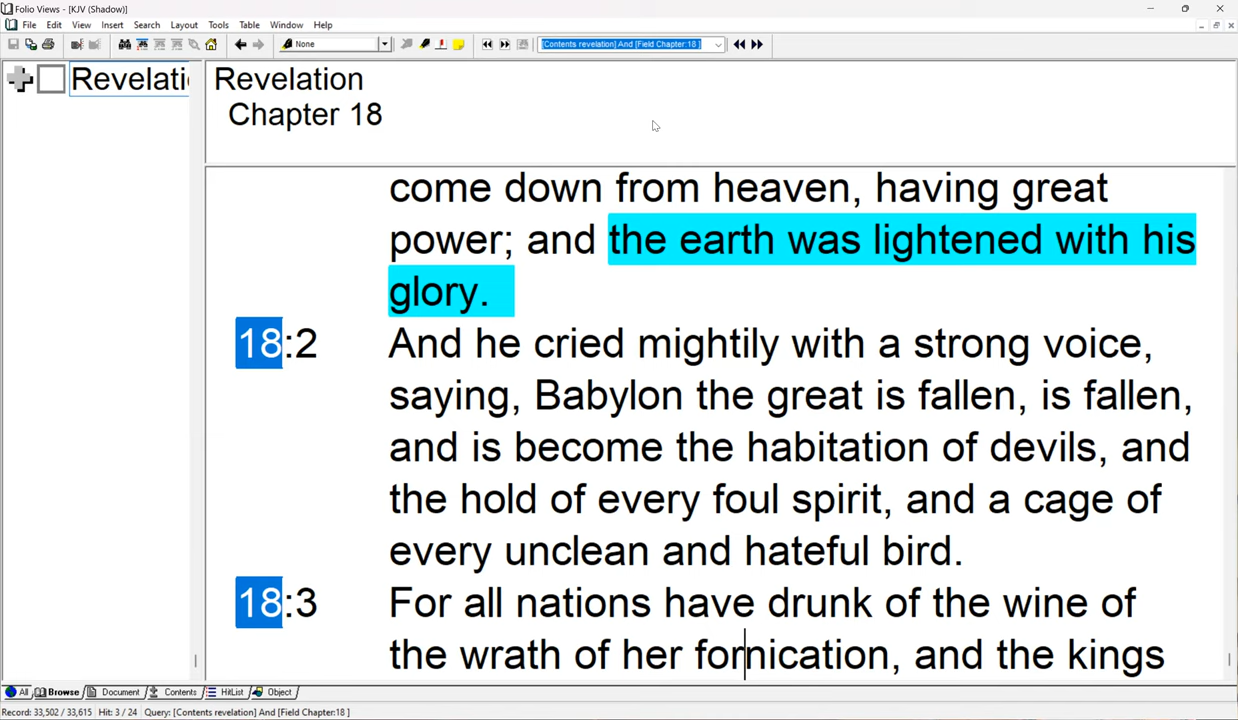 Folio Views - [KJV (Shadow)]
File Edit View Insert Search Layout Tools Table Window Help
None
[Contents revelation] And [Field Chapter:18 ]
Revelati
Revelation
Chapter 18
come down from heaven, having great
power; and the earth was lightened with his
glory.
18:2 And he cried mightily with a strong voice,
saying, Babylon the great is fallen, is fallen,
and is become the habitation of devils, and
the hold of every foul spirit, and a cage of
every unclean and hateful bird.
18:3 For all nations have drunk of the wine of
the wrath of her fornication, and the kings
All Browse Document Contents HitList Object
Record: 33,502 / 33,615 Hit: 3 / 24 Query: [Contents revelation] And [Field Chapter:18 ]